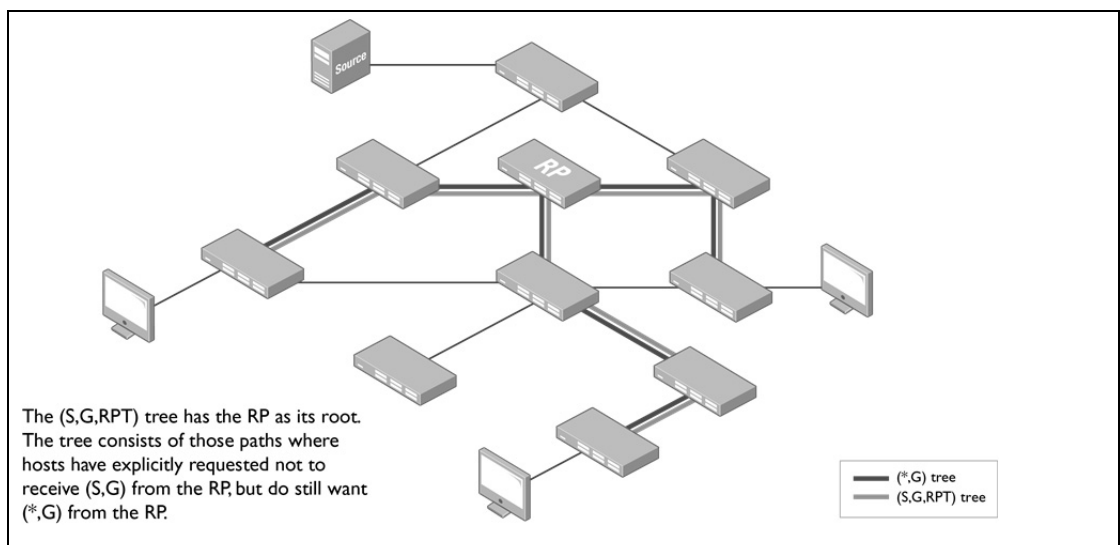 Source
RP
The (S,G,RPT) tree has the RP as its root.
The tree consists of those paths where
hosts have explicitly requested not to
receive (S,G) from the RP, but do still want
(*,G) from the RP.
(*,G) tree
(S,G,RPT) tree